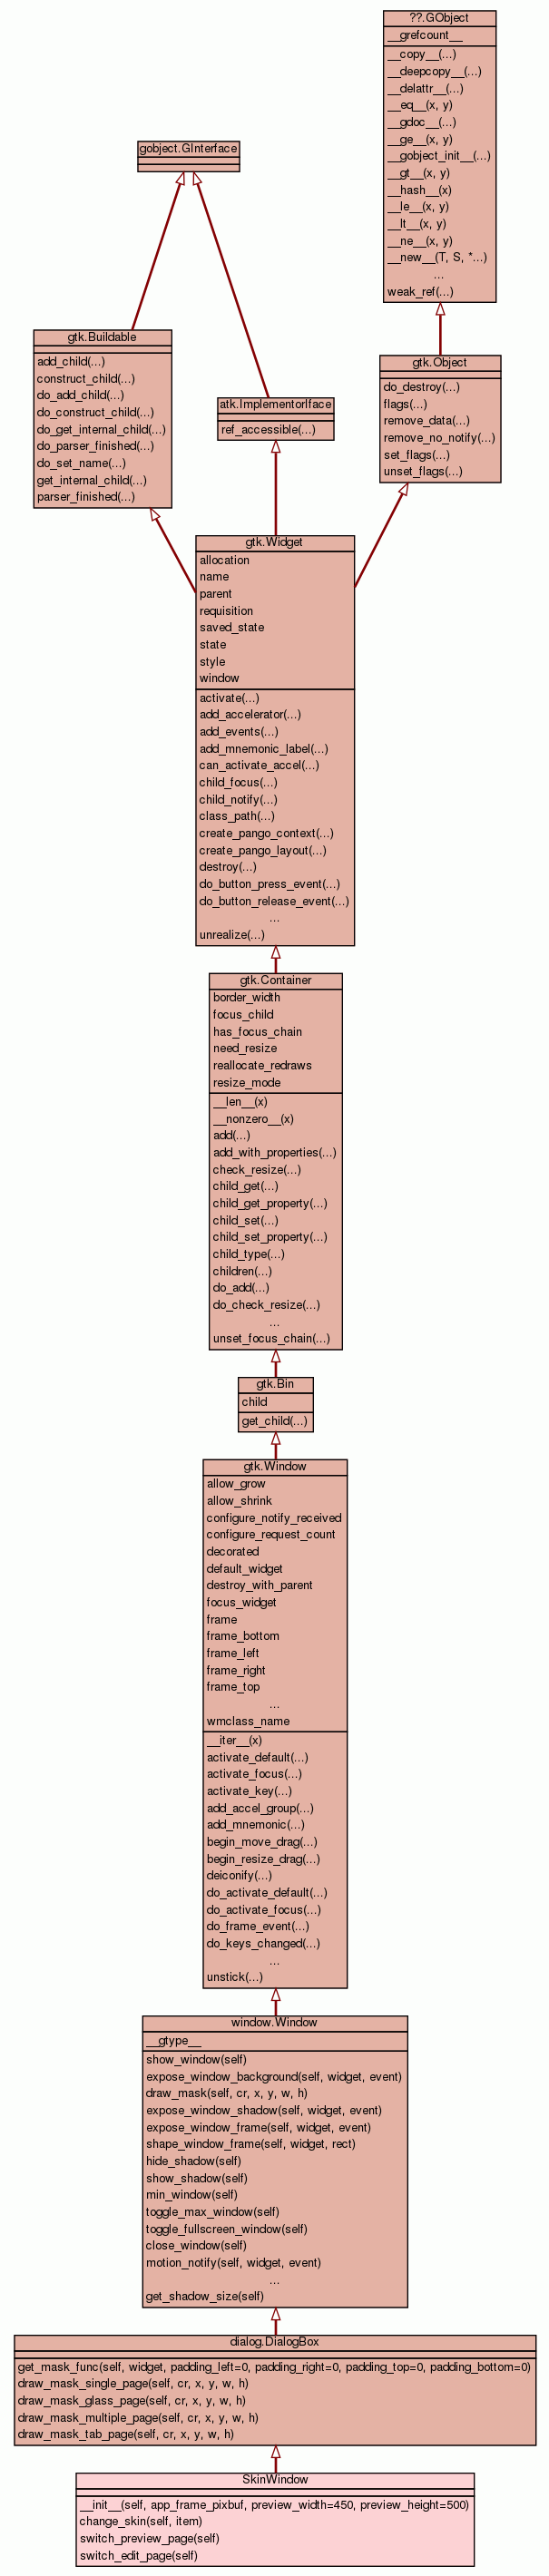 ??.GObject
__grefcount__
__copy__(...)
__deepcopy__(...)
__delattr__(...)
__eq__(x, y)
__gdoc__(...)
__ge__(x, y)
__gobject_init__(...)
__gt__(x, y)
__hash__(x)
__le__(x, y)
__lt__(x, y)
__ne__(x, y)
__new__(T, S, *...)
...
weak_ref(...)
gobject.GInterface
gtk.Buildable
add_child(...)
construct_child(...)
do_add_child(...)
do_construct_child(...)
do_get_internal_child(...)
do_parser_finished(...)
do_set_name(...)
get_internal_child(...)
parser_finished(...)
atk.ImplementorIface
ref_accessible(...)
gtk.Object
do_destroy(...)
flags(...)
remove_data(...)
remove_no_notify(...)
set_flags(...)
unset_flags(...)
gtk.Widget
allocation
name
parent
requisition
saved_state
state
style
window
activate(...)
add_accelerator(...)
add_events(...)
add_mnemonic_label(...)
can_activate_accel(...)
child_focus(...)
child_notify(...)
class_path(...)
create_pango_context(...)
create_pango_layout(...)
destroy(...)
do_button_press_event(...)
do_button_release_event(...)
...
unrealize(...)
gtk.Container
border_width
focus_child
has_focus_chain
need_resize
reallocate_redraws
resize_mode
__len__(x)
__nonzero__(x)
add(...)
add_with_properties(...)
check_resize(...)
child_get(...)
child_get_property(...)
child_set(...)
child_set_property(...)
child_type(...)
children(...)
do_add(...)
do_check_resize(...)
...
unset_focus_chain(...)
gtk.Bin
child
get_child(...)
gtk.Window
allow_grow
allow_shrink
configure_notify_received
configure_request_count
decorated
default_widget
destroy_with_parent
focus_widget
frame
frame_bottom
frame_left
frame_right
frame_top
...
wmclass_name
__iter__(x)
activate_default(...)
activate_focus(...)
activate_key(...)
add_accel_group(...)
add_mnemonic(...)
begin_move_drag(...)
begin_resize_drag(...)
deiconify(...)
do_activate_default(...)
do_activate_focus(...)
do_frame_event(...)
do_keys_changed(...)
...
unstick(...)
window.Window
__gtype__
show_window(self)
expose_window_background(self, widget, event)
draw_mask(self, cr, x, y, w, h)
expose_window_shadow(self, widget, event)
expose_window_frame(self, widget, event)
shape_window_frame(self, widget, rect)
hide_shadow(self)
show_shadow(self)
min_window(self)
toggle_max_window(self)
toggle_fullscreen_window(self)
close_window(self)
motion_notify(self, widget, event)
...
get_shadow_size(self)
dialog.DialogBox
get_mask_func(self, widget, padding_left=0, padding_right=0, padding_top=0, padding_bottom=0)
draw_mask_single_page(self, cr, x, y, w, h)
draw_mask_glass_page(self, cr, x, y, w, h)
draw_mask_multiple_page(self, cr, x, y, w, h)
draw_mask_tab_page(self, cr, x, y, w, h)
SkinWindow
__init__(self, app_frame_pixbuf, preview_width=450, preview_height=500)
change_skin(self, item)
switch_preview_page(self)
switch_edit_page(self)